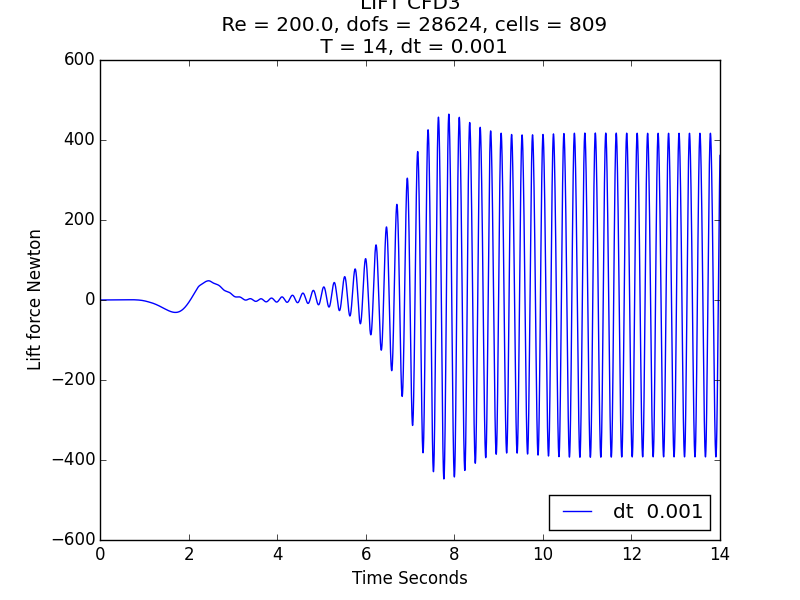 LIFT CFD3
Re = 200.0, dofs = 28624, cells = 809
T = 14, dt = 0.001
600
400
200
0
−200
−400
−600
Lift force Newton
dt 0.001
0 2 4 6 8 10 12 14
Time Seconds